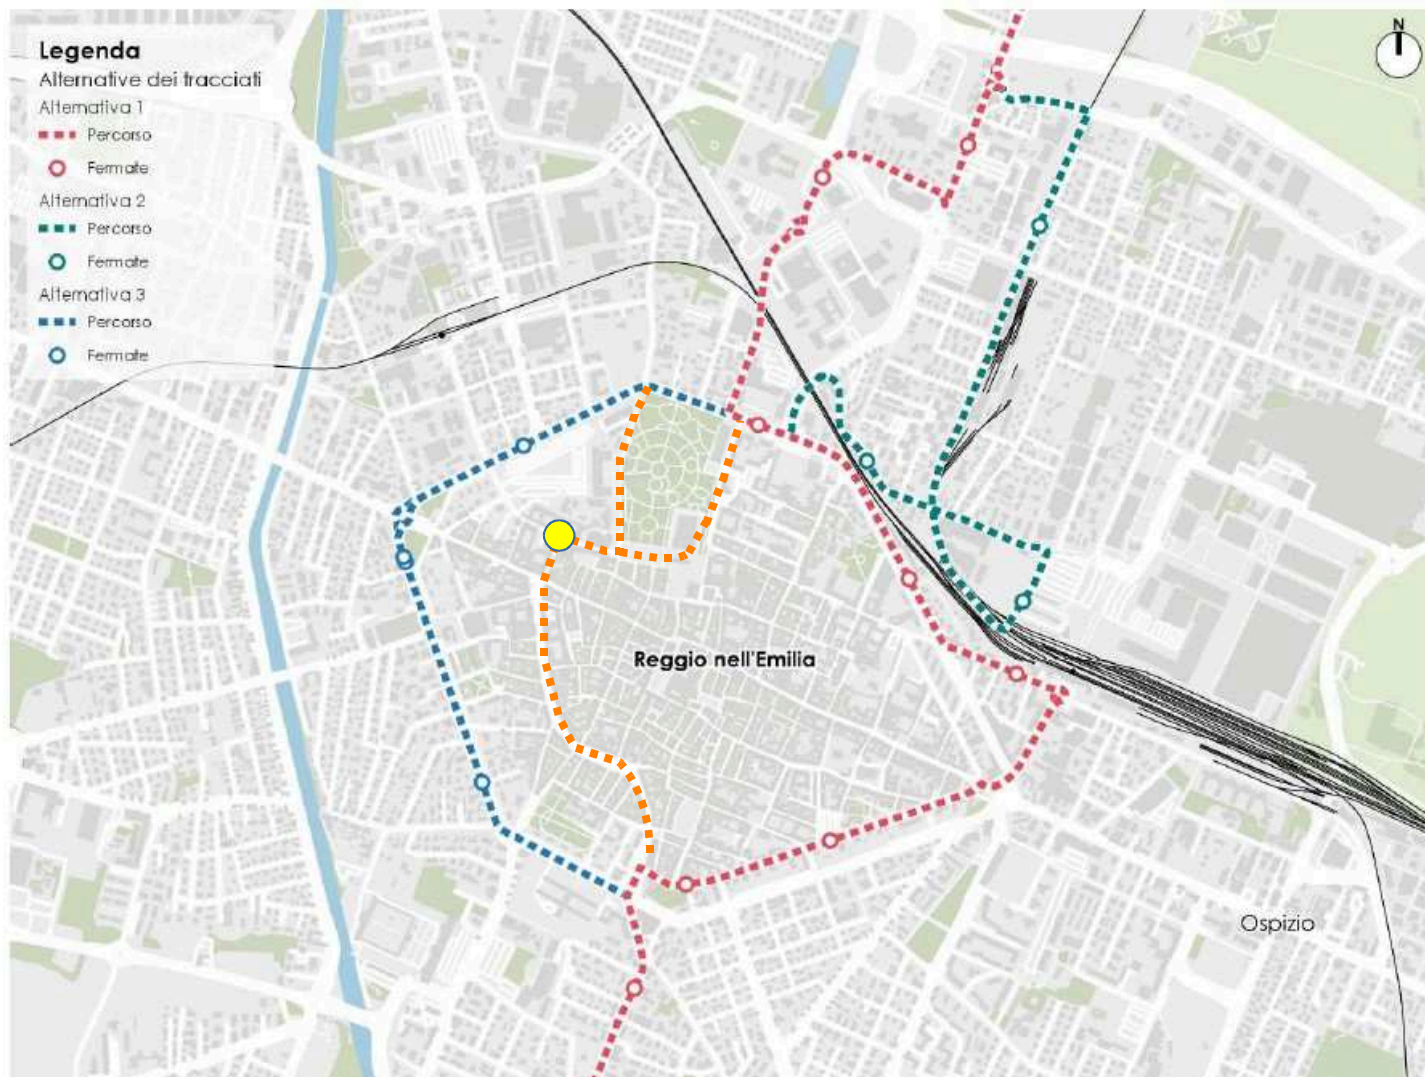 Legenda
Alternative dei tracciati
Alternativa 1
Percorso
Fermate
Alternativa 2
Percorso
Fermate
Alternativa 3
Percorso
Fermate
N
Reggio nell'Emilia
Ospizio